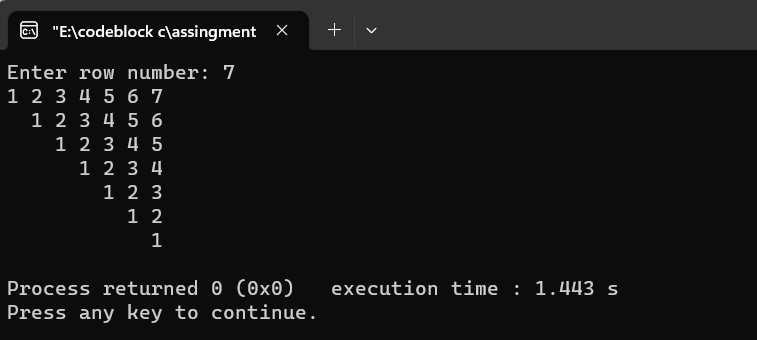 "E:\codeblock c\assingment
Enter row number: 7
1 2 3 4 5 6 7
  1 2 3 4 5 6
    1 2 3 4 5
      1 2 3 4
        1 2 3
          1 2
            1
Process returned 0 (0x0)   execution time : 1.443 s
Press any key to continue.